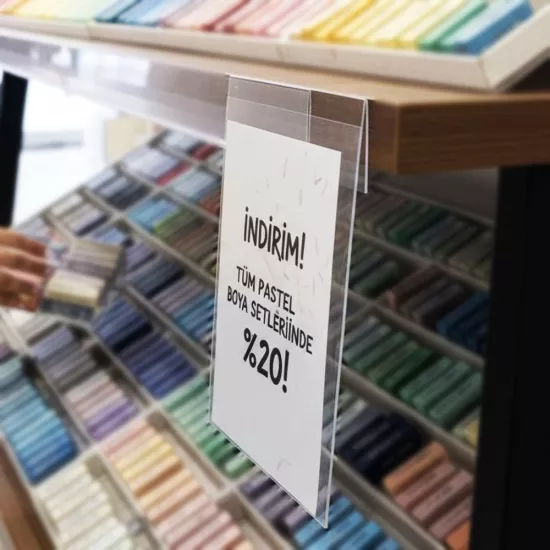 İNDİRİM!
TÜM PASTEL
BOYA SETLERİİNDE
%20!